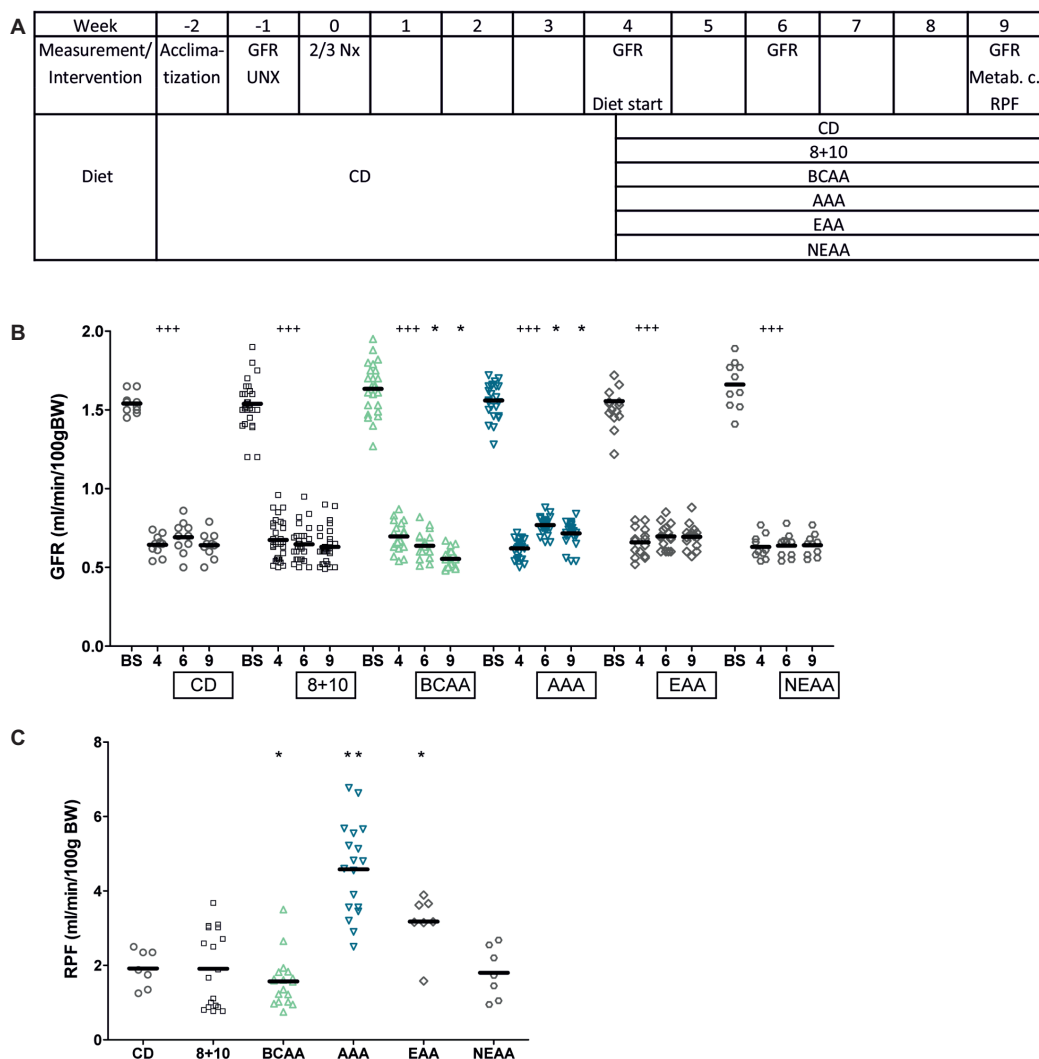 A
Week -2 -1 0 1 2 3 4 5 6 7 8 9
Measurement/ Acclima- GFR 2/3 Nx GFR GFR GFR
Intervention tization UNX Metab. c.
Diet start RPF
Diet CD
CD
8+10
BCAA
AAA
EAA
NEAA
B
+++ +++ +++ * * +++ * * +++ +++
GFR (ml/min/100gBW)
2.0
1.5
1.0
0.5
0.0
BS 4 6 9 BS 4 6 9 BS 4 6 9 BS 4 6 9 BS 4 6 9 BS 4 6 9
CD 8+10 BCAA AAA EAA NEAA
C
* ** *
RPF (ml/min/100g BW)
8
6
4
2
0
CD 8+10 BCAA AAA EAA NEAA